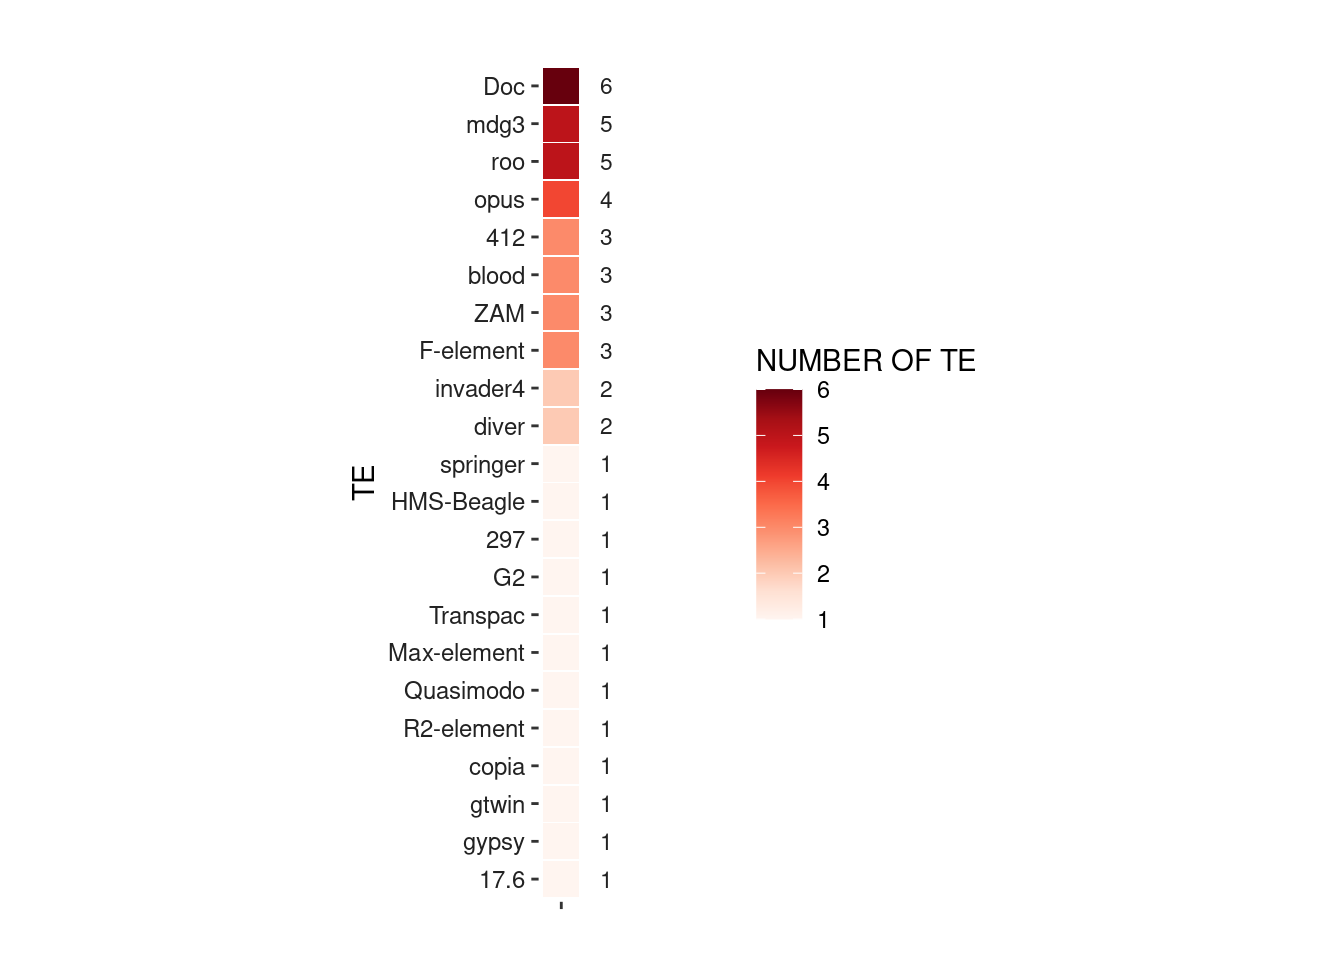 Doc 6
mdg3 5
roo 5
opus 4
412 3
blood 3
ZAM 3
F-element 3
invader4 2
diver 2
springer 1
HMS-Beagle 1
297 1
G2 1
Transpac 1
Max-element 1
Quasimodo 1
R2-element 1
copia 1
gtwin 1
gypsy 1
17.6 1
TE
NUMBER OF TE
6
5
4
3
2
1